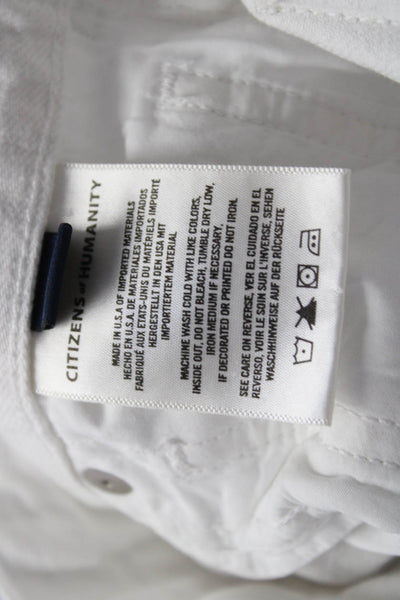 CITIZENS of HUMANITY
MADE IN U.S.A OF IMPORTED MATERIALS
HECHO EN U.S.A. DE MATERIALES IMPORTADOS
FABRIQUÉ AUX ETATS-UNIS DU MATÉRIELS IMPORTÉ
HERGESTELLT IN DEN USA MIT
IMPORTIERTEM MATERIAL
MACHINE WASH COLD WITH LIKE COLORS,
INSIDE OUT, DO NOT BLEACH, TUMBLE DRY LOW,
IRON MEDIUM IF NECESSARY,
IF DECORATED OR PRINTED DO NOT IRON.
SEE CARE ON REVERSE, VER EL CUIDADO EN EL
REVERSO, VOIR LE SOIN SUR L'INVERSE, SEHEN
WASCHHINWEISE AUF DER RÜCKSEITE